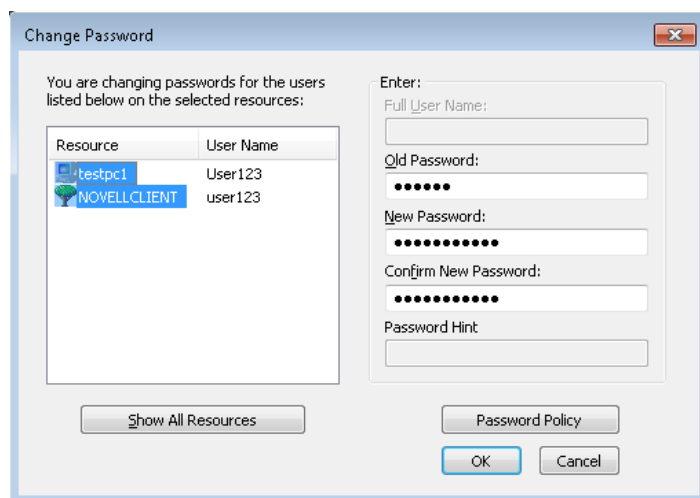 Change Password
You are changing passwords for the users
listed below on the selected resources:
Resource User Name
testpc1 User123
NOVELLCLIENT user123
Show All Resources
Enter:
Full User Name:
Old Password:
●●●●●●
New Password:
●●●●●●●●●●●
Confirm New Password:
●●●●●●●●●●●
Password Hint
Password Policy
OK Cancel